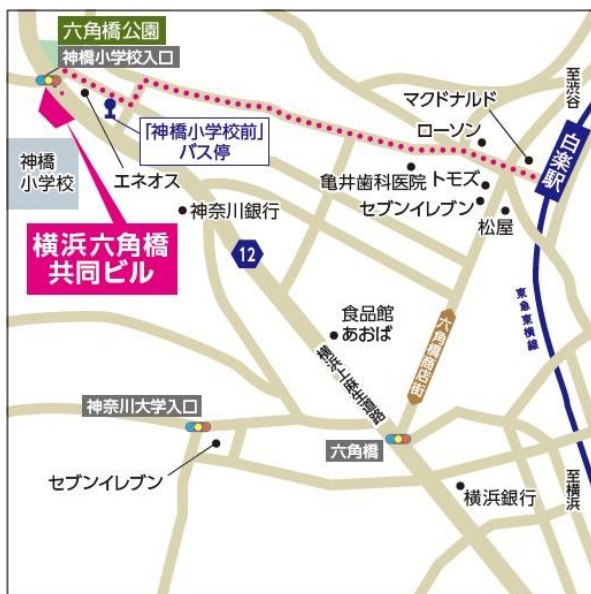 六角橋公園
神橋小学校入口
「神橋小学校前」
バス停
エネオス
神橋
小学校
神奈川銀行
横浜六角橋
共同ビル
12
マクドナルド
ローソン
亀井歯科医院
トモズ
セブンイレブン
松屋
至渋谷
白楽駅
東急東横線
食品館
あおば
横浜上麻生道路
六角橋商店街
神奈川大学入口
六角橋
セブンイレブン
横浜銀行
至横浜